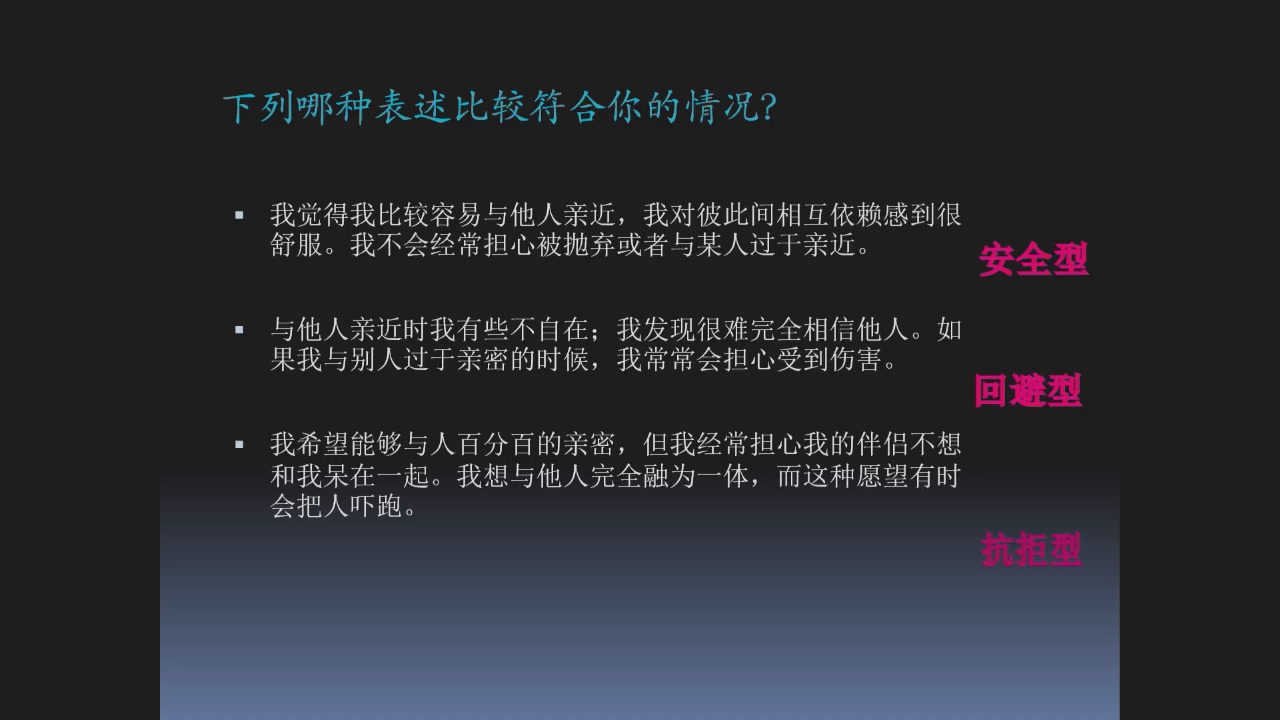 下列哪种表述比较符合你的情况?
▪ 我觉得我比较容易与他人亲近，我对彼此间相互依赖感到很
舒服。我不会经常担心被抛弃或者与某人过于亲近。
安全型
▪ 与他人亲近时我有些不自在；我发现很难完全相信他人。如
果我与别人过于亲密的时候，我常常会担心受到伤害。
回避型
▪ 我希望能够与人百分百的亲密，但我经常担心我的伴侣不想
和我呆在一起。我想与他人完全融为一体，而这种愿望有时
会把人吓跑。
抗拒型